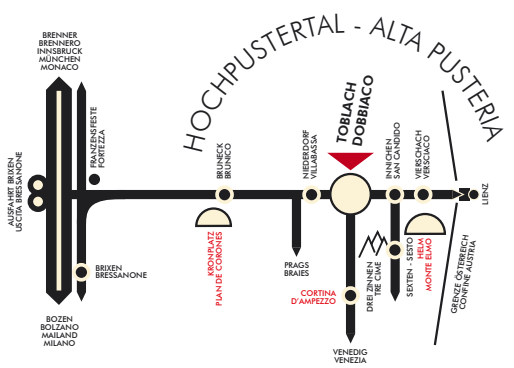 HOCHPUSTERTAL - ALTA PUSTERIA
BRENNER
BRENNERO
INNSBRUCK
MÜNCHEN
MONACO
FRANZENSFESTE
FORTEZZA
AUSFAHRT BRIXEN
USCITA BRESSANONE
BRUNECK
BRUNICO
NIEDERDORF
VILLABASSA
TOBLACH
DOBBIACO
INNICHEN
SAN CANDIDO
VIERSCHACH
VERSCIACO
LIENZ
KRONPLATZ
PLAN DE CORONES
PRAGS
BRAIES
DREI ZINNEN
TRE CIME
SEXTEN - SESTO
HELM
MONTE ELMO
GRENZE ÖSTERREICH
CONFINE AUSTRIA
BRIXEN
BRESSANONE
CORTINA
D'AMPEZZO
BOZEN
BOLZANO
MAILAND
MILANO
VENEDIG
VENEZIA